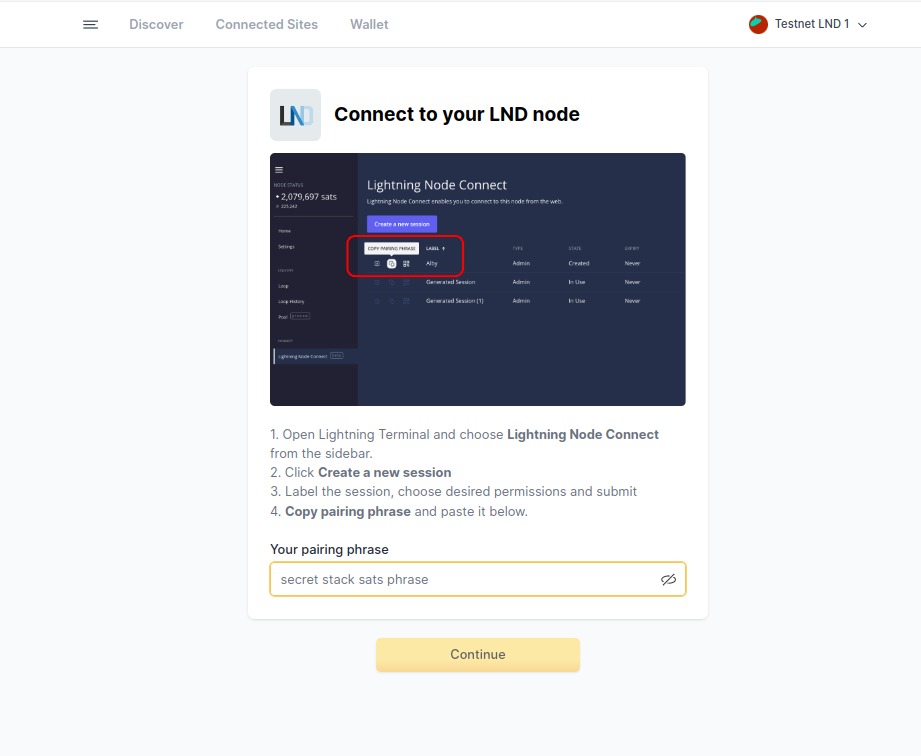 Discover
Connected Sites
Wallet
Testnet LND 1
LND
Connect to your LND node
NODE STATUS
2,079,697 sats
225,242
Home
Settings
LIQUIDITY
Loop
Loop History
Pool
CONNECT
Lightning Node Connect BETA
Lightning Node Connect
Lightning Node Connect enables you to connect to this node from the web.
Create a new session
COPY PAIRING PHRASE LABEL TYPE STATE EXPIRY
Alby Admin Created Never
Generated Session Admin In Use Never
Generated Session (1) Admin In Use Never
1. Open Lightning Terminal and choose Lightning Node Connect
from the sidebar.
2. Click Create a new session
3. Label the session, choose desired permissions and submit
4. Copy pairing phrase and paste it below.
Your pairing phrase
secret stack sats phrase
Continue